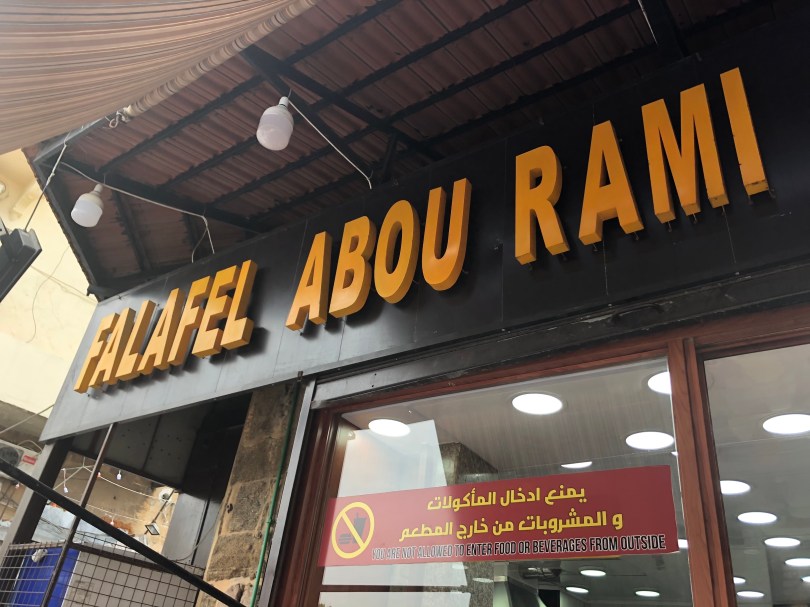 FALAFEL ABOU RAMI
يمنع ادخال المأكولات
و المشروبات من خارج المطعم
YOU ARE NOT ALLOWED TO ENTER FOOD OR BEVERAGES FROM OUTSIDE